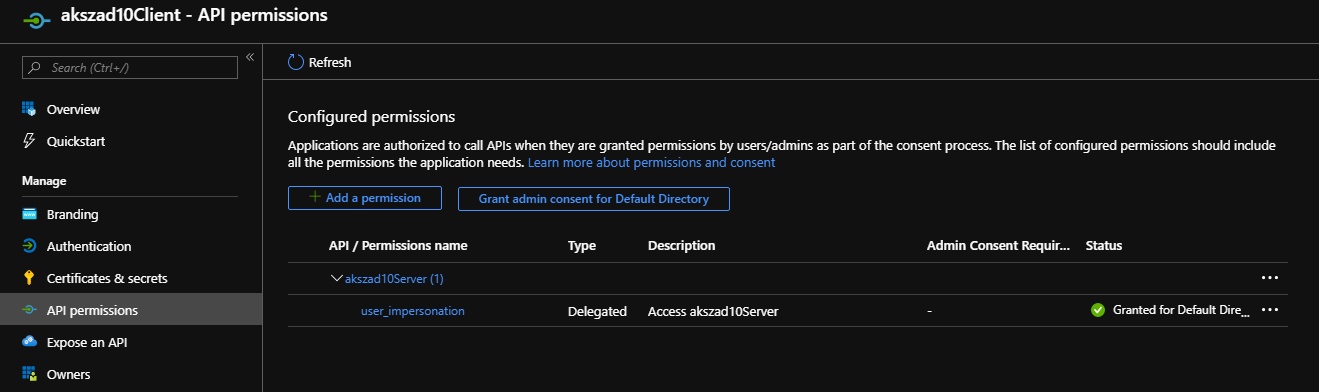 akszad10Client - API permissions
Search (Ctrl+/)
«
Overview
Quickstart
Manage
Branding
Authentication
Certificates & secrets
API permissions
Expose an API
Owners
Refresh
Configured permissions
Applications are authorized to call APIs when they are granted permissions by users/admins as part of the consent process. The list of configured permissions should include
all the permissions the application needs. Learn more about permissions and consent
+ Add a permission
Grant admin consent for Default Directory
API / Permissions name Type Description Admin Consent Requir... Status
akszad10Server (1) ...
user_impersonation Delegated Access akszad10Server - Granted for Default Dire... ...